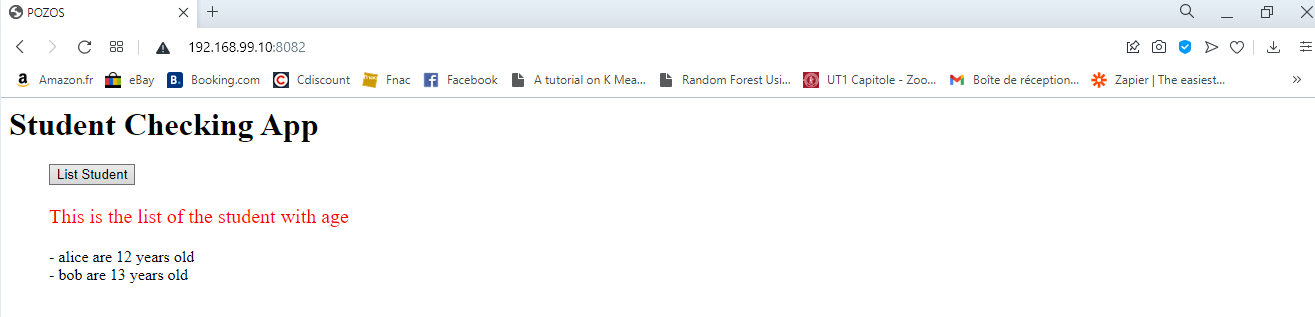 POZOS
192.168.99.10:8082
Amazon.fr eBay Booking.com Cdiscount Fnac Facebook A tutorial on K Mea... Random Forest Usi... UT1 Capitole - Zoo... Boîte de réception... Zapier | The easiest...
Student Checking App
List Student
This is the list of the student with age
- alice are 12 years old
- bob are 13 years old